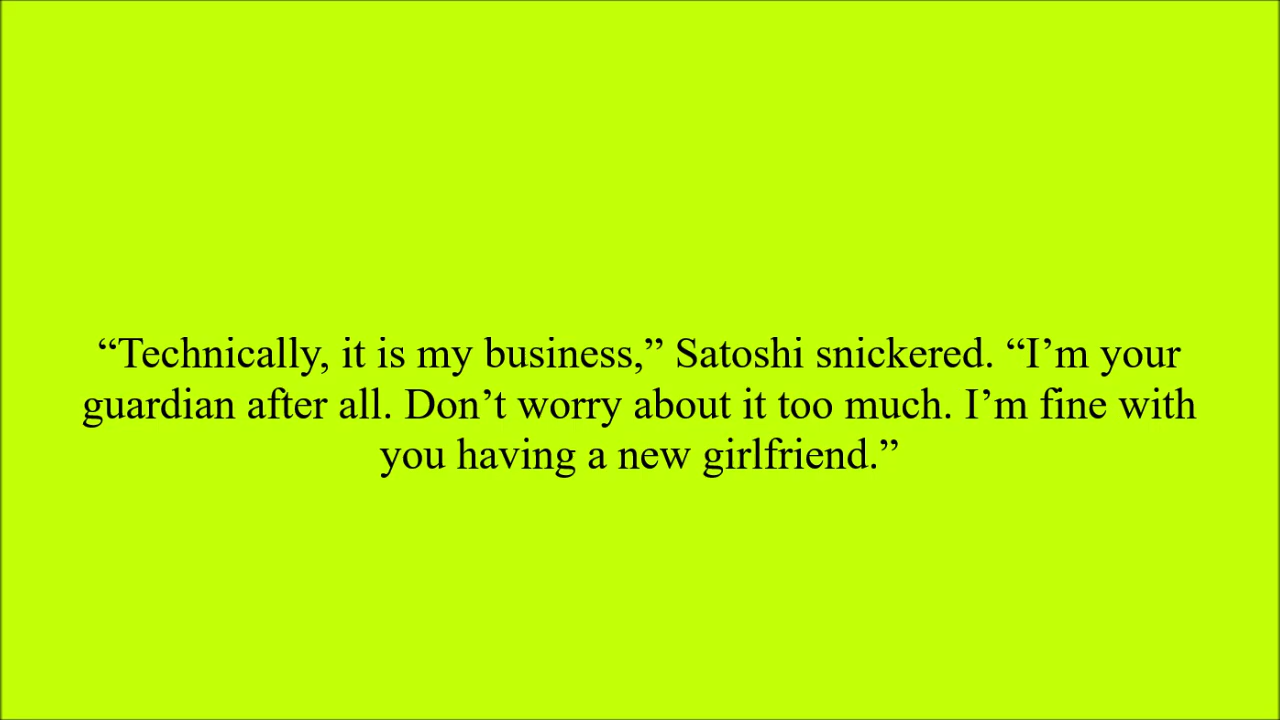 “Technically, it is my business,” Satoshi snickered. “I’m your
guardian after all. Don’t worry about it too much. I’m fine with
you having a new girlfriend.”